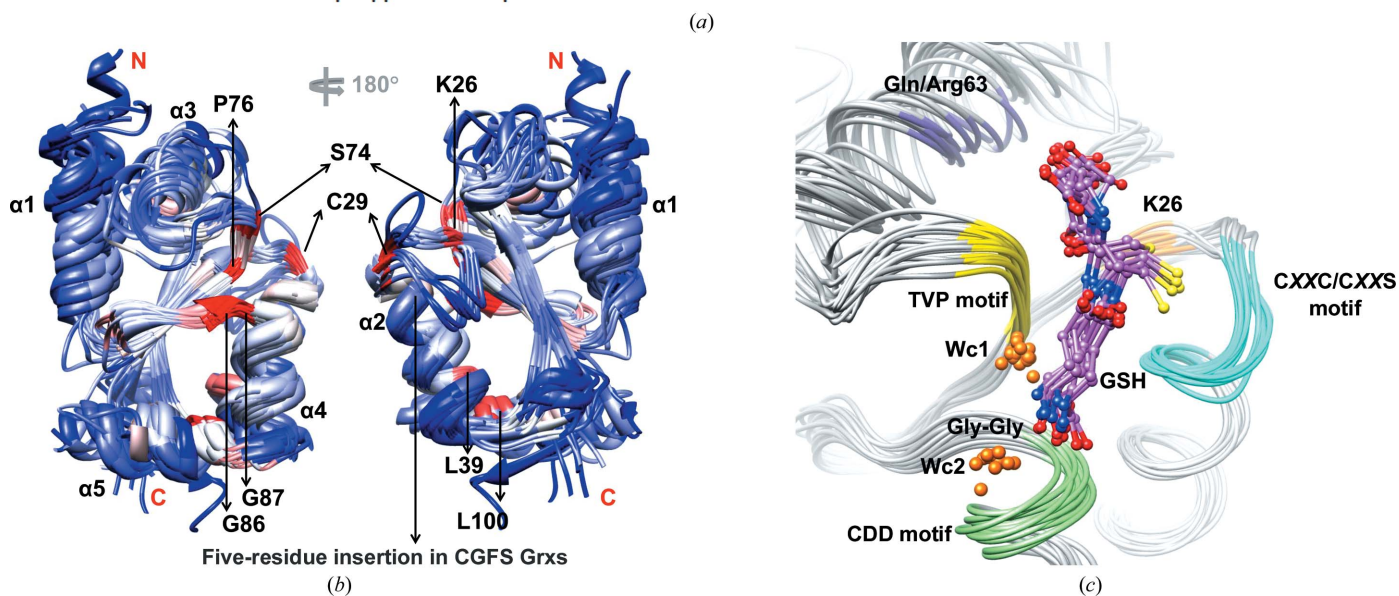 (a)
N
180°
N
K26
P76
α3
S74
α1
C29
α1
α2
α4
L39
α5
C
G87
C
G86
L100
Five-residue insertion in CGFS Grxs
(b)
Gln/Arg63
K26
CXXC/CXXS
motif
TVP motif
Wc1
GSH
Gly-Gly
Wc2
CDD motif
(c)